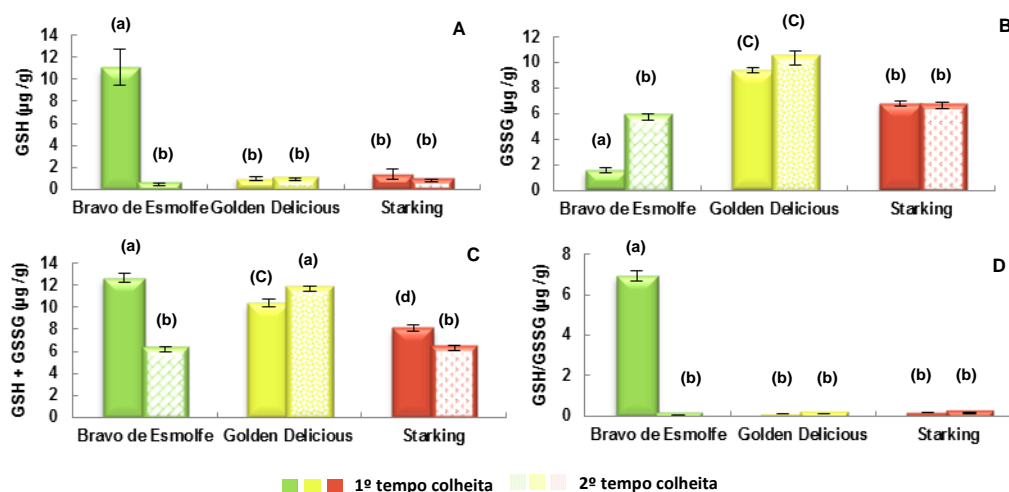 A
GSH (µg /g)
14
12
10
8
6
4
2
0
(a)
(b)
(b)
(b)
(b)
(b)
Bravo de Esmolfe
Golden Delicious
Starking
B
GSSG (µg /g)
12
10
8
6
4
2
0
(a)
(b)
(C)
(C)
(b)
(b)
Bravo de Esmolfe
Golden Delicious
Starking
C
GSH + GSSG (µg /g)
14
12
10
8
6
4
2
0
(a)
(b)
(C)
(a)
(d)
(b)
Bravo de Esmolfe
Golden Delicious
Starking
D
GSH/GSSG (µg /g)
8
6
4
2
0
(a)
(b)
(b)
(b)
(b)
(b)
Bravo de Esmolfe
Golden Delicious
Starking
1º tempo colheita
2º tempo colheita